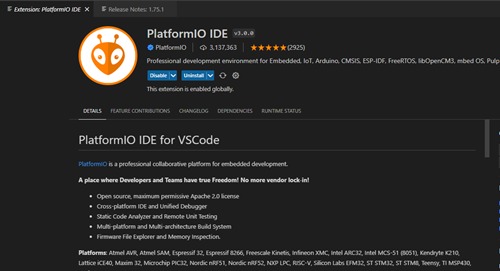 Extension: PlatformIO IDE
Release Notes: 1.75.1
PlatformIO IDE v3.0.0
PlatformIO 3,137,363 (2925)
Professional development environment for Embedded, IoT, Arduino, CMSIS, ESP-IDF, FreeRTOS, libOpenCM3, mbed OS, Pulp
Disable Uninstall
This extension is enabled globally.
DETAILS FEATURE CONTRIBUTIONS CHANGELOG DEPENDENCIES RUNTIME STATUS
PlatformIO IDE for VSCode
PlatformIO is a professional collaborative platform for embedded development.
A place where Developers and Teams have true Freedom! No more vendor lock-in!
Open source, maximum permissive Apache 2.0 license
Cross-platform IDE and Unified Debugger
Static Code Analyzer and Remote Unit Testing
Multi-platform and Multi-architecture Build System
Firmware File Explorer and Memory Inspection.
Platforms: Atmel AVR, Atmel SAM, Espressif 32, Espressif 8266, Freescale Kinetis, Infineon XMC, Intel ARC32, Intel MCS-51 (8051), Kendryte K210,
Lattice iCE40, Maxim 32, Microchip PIC32, Nordic nRF51, Nordic nRF52, NXP LPC, RISC-V, Silicon Labs EFM32, ST STM32, ST STM8, Teensy, TI MSP430,